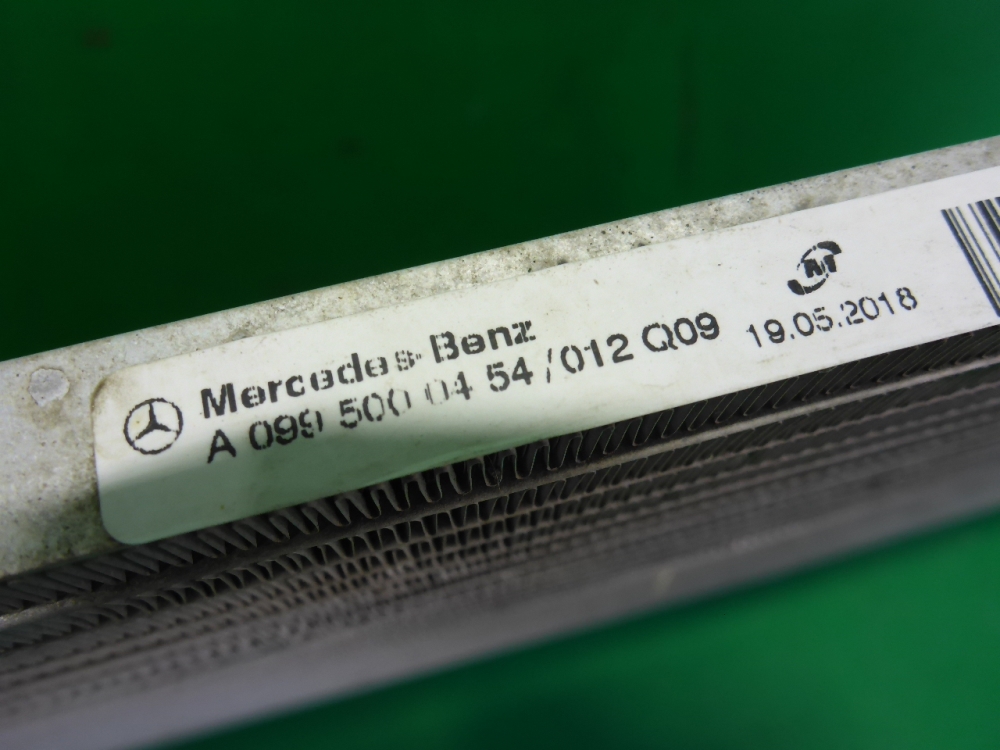 Mercedes-Benz
A 099 500 04 54 /012 Q09
M
19.05.2018